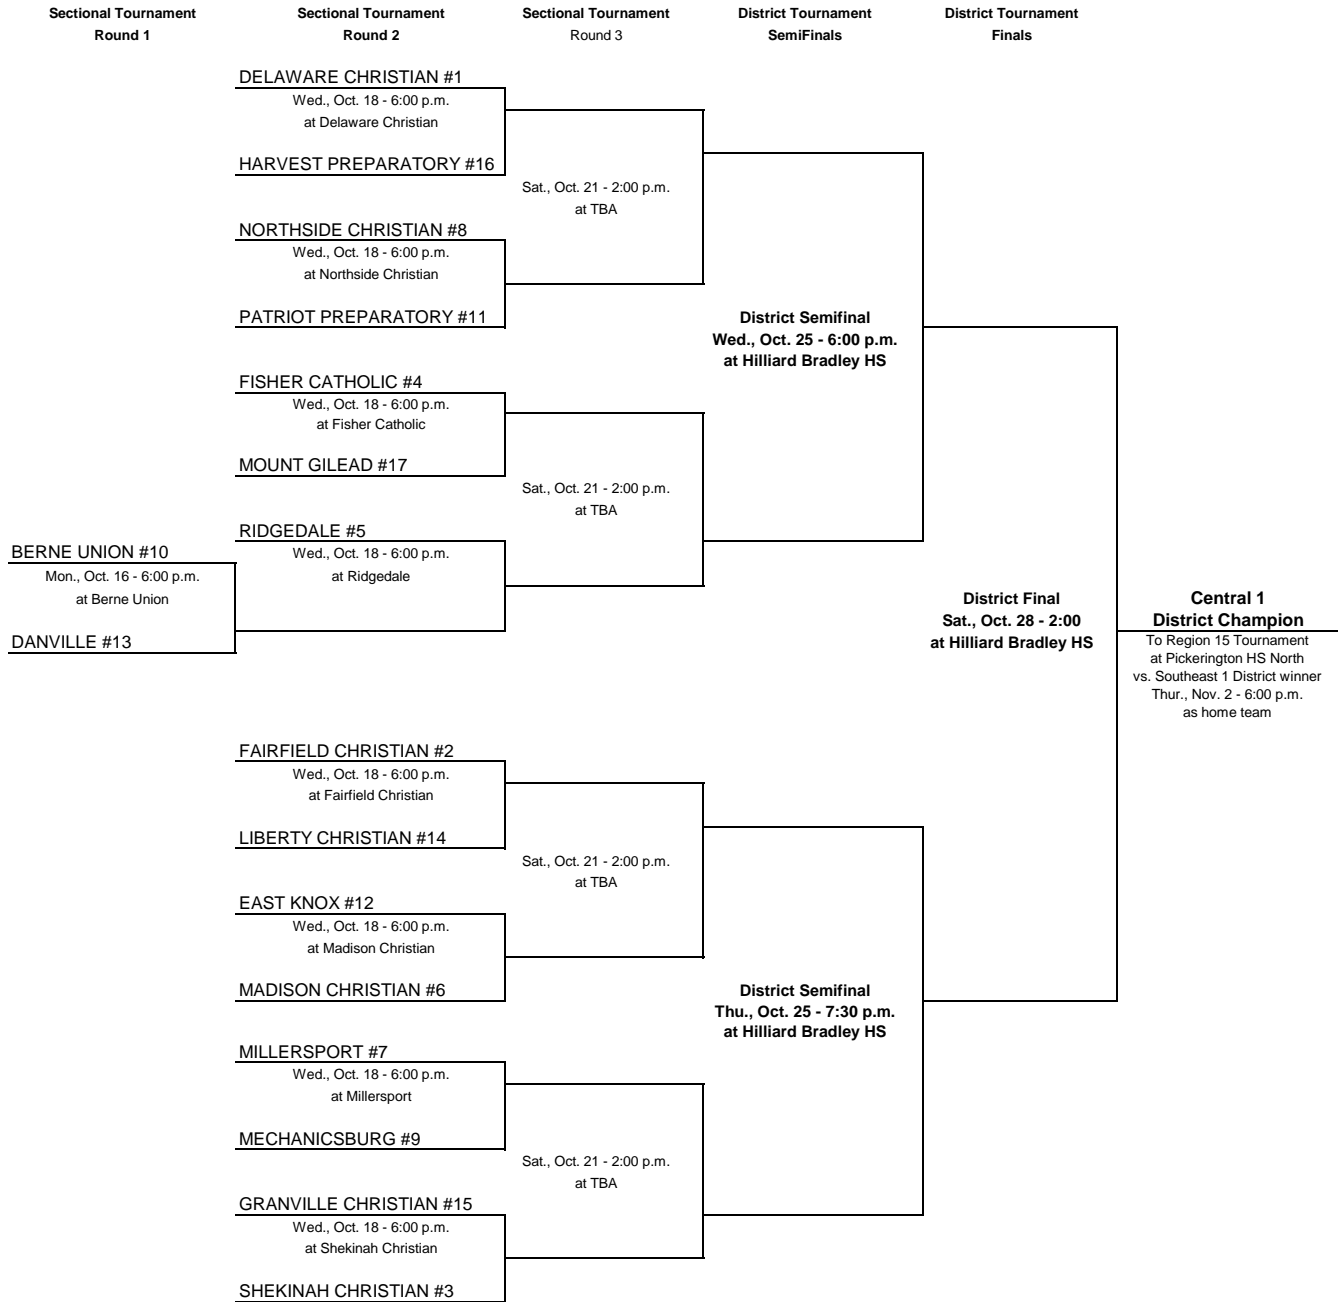 Sectional Tournament
Round 1
Sectional Tournament
Round 2
Sectional Tournament
Round 3
District Tournament
SemiFinals
District Tournament
Finals
DELAWARE CHRISTIAN #1
Wed., Oct. 18 - 6:00 p.m.
at Delaware Christian
HARVEST PREPARATORY #16
Sat., Oct. 21 - 2:00 p.m.
at TBA
NORTHSIDE CHRISTIAN #8
Wed., Oct. 18 - 6:00 p.m.
at Northside Christian
PATRIOT PREPARATORY #11
District Semifinal
Wed., Oct. 25 - 6:00 p.m.
at Hilliard Bradley HS
FISHER CATHOLIC #4
Wed., Oct. 18 - 6:00 p.m.
at Fisher Catholic
MOUNT GILEAD #17
Sat., Oct. 21 - 2:00 p.m.
at TBA
RIDGEDALE #5
Wed., Oct. 18 - 6:00 p.m.
at Ridgedale
BERNE UNION #10
Mon., Oct. 16 - 6:00 p.m.
at Berne Union
DANVILLE #13
District Final
Sat., Oct. 28 - 2:00
at Hilliard Bradley HS
Central 1
District Champion
To Region 15 Tournament
at Pickerington HS North
vs. Southeast 1 District winner
Thur., Nov. 2 - 6:00 p.m.
as home team
FAIRFIELD CHRISTIAN #2
Wed., Oct. 18 - 6:00 p.m.
at Fairfield Christian
LIBERTY CHRISTIAN #14
Sat., Oct. 21 - 2:00 p.m.
at TBA
EAST KNOX #12
Wed., Oct. 18 - 6:00 p.m.
at Madison Christian
MADISON CHRISTIAN #6
District Semifinal
Thu., Oct. 25 - 7:30 p.m.
at Hilliard Bradley HS
MILLERSPORT #7
Wed., Oct. 18 - 6:00 p.m.
at Millersport
MECHANICSBURG #9
Sat., Oct. 21 - 2:00 p.m.
at TBA
GRANVILLE CHRISTIAN #15
Wed., Oct. 18 - 6:00 p.m.
at Shekinah Christian
SHEKINAH CHRISTIAN #3